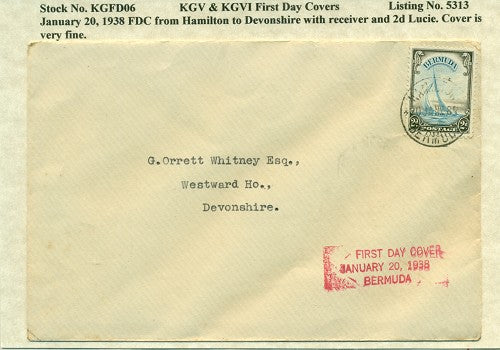 Stock No. KGFD06 KGV & KGVI First Day Covers Listing No. 5313
January 20, 1938 FDC from Hamilton to Devonshire with receiver and 2d Lucie. Cover is
very fine.
BERMUDA
2d 2d
POSTAGE
G. Orrett Whitney Esq.,
Westward Ho.,
Devonshire.
FIRST DAY COVER
JANUARY 20, 1938
BERMUDA